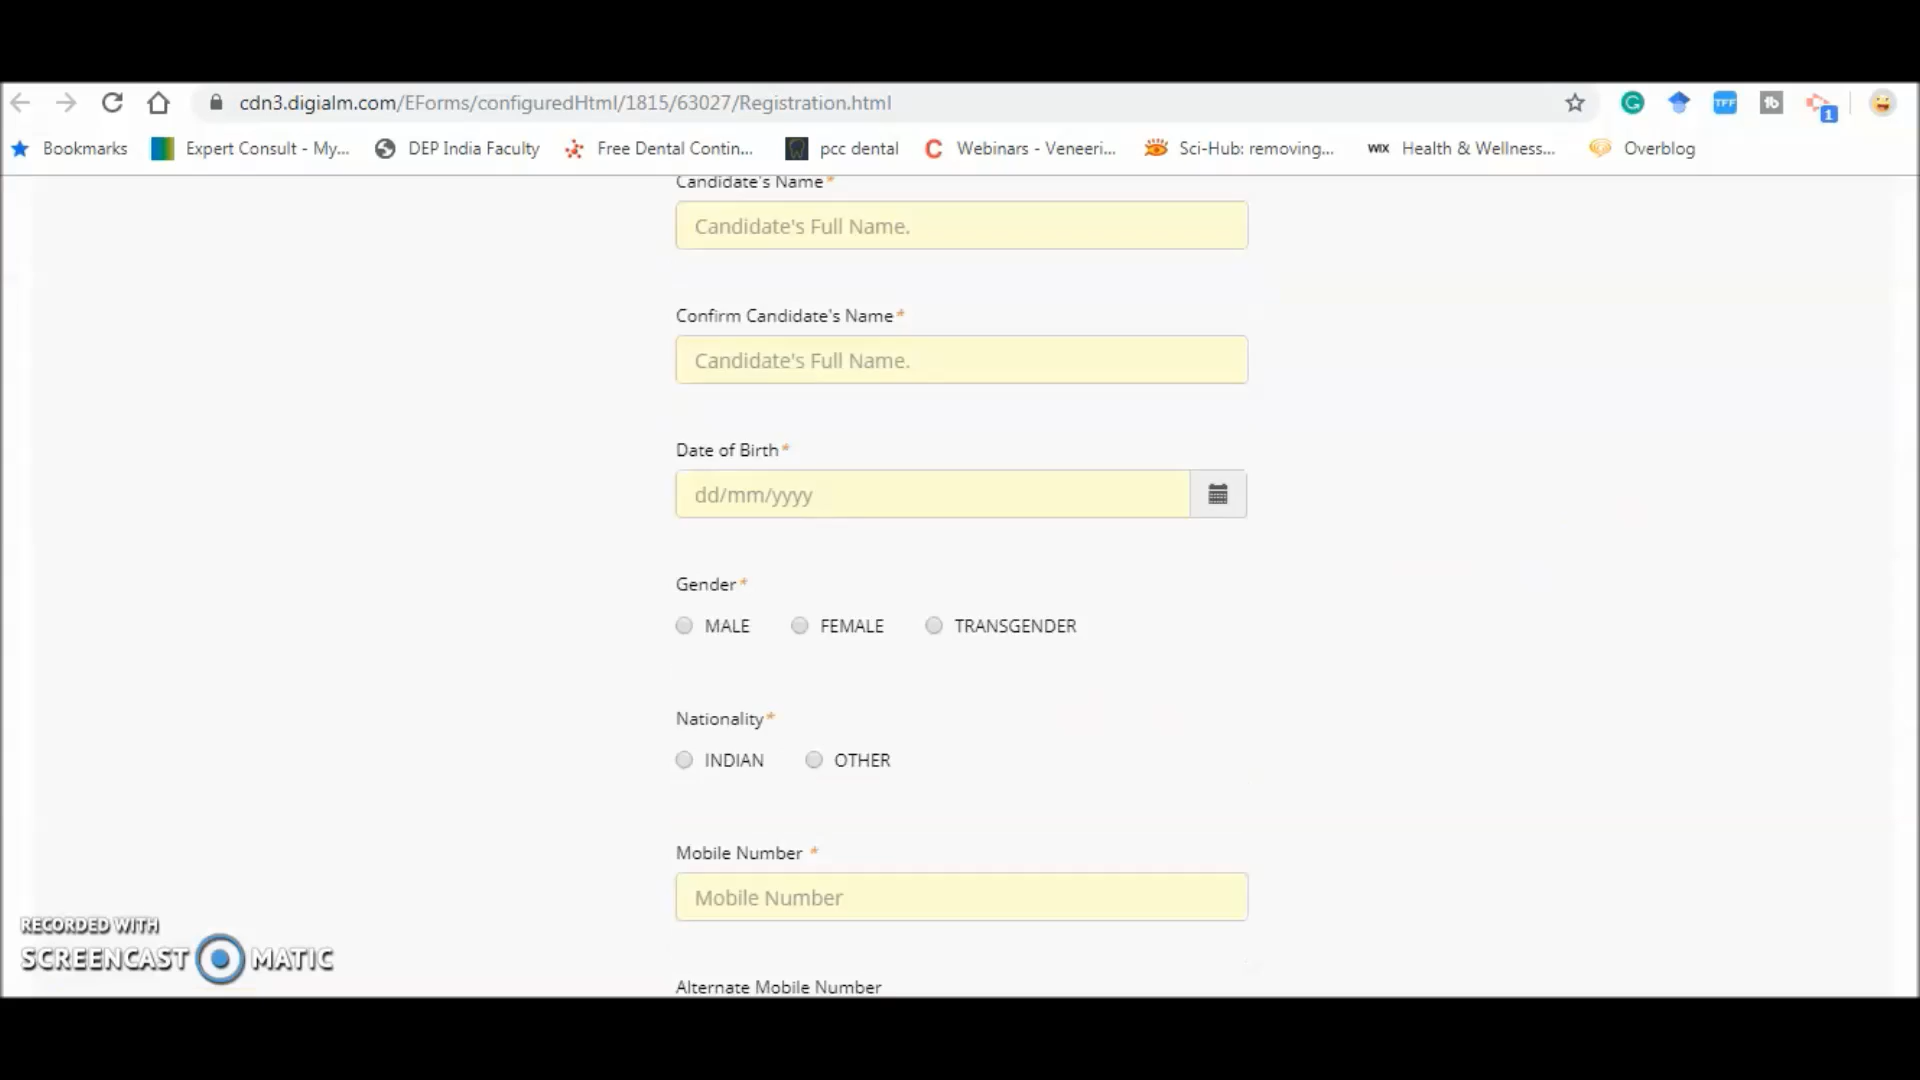 cdn3.digialm.com/EForms/configuredHtml/1815/63027/Registration.html
TFF
1
Bookmarks Expert Consult - My... DEP India Faculty Free Dental Contin... pcc dental Webinars - Veneeri... Sci-Hub: removing... WIX Health & Wellness... Overblog
Candidate's Name*
Candidate's Full Name.
Confirm Candidate's Name*
Candidate's Full Name.
Date of Birth*
dd/mm/yyyy
Gender*
MALE FEMALE TRANSGENDER
Nationality*
INDIAN OTHER
Mobile Number *
Mobile Number
Alternate Mobile Number
RECORDED WITH
SCREENCAST MATIC